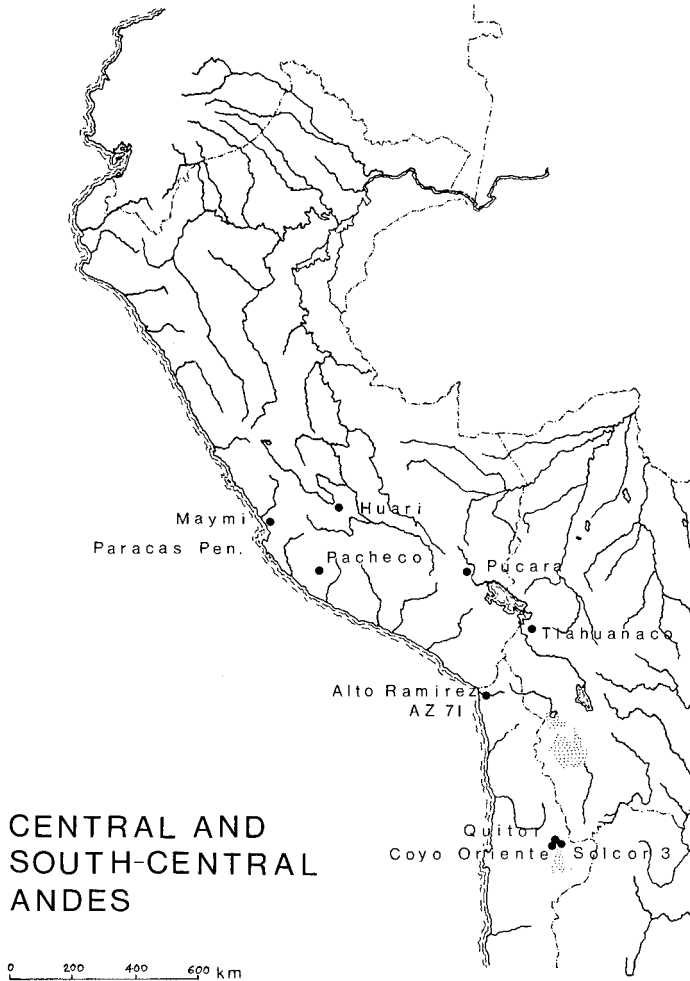 Huari
Maymi
Paracas Pen.
Pacheco
Pucara
Tiahuanaco
Alto Ramirez
AZ 71
Quitor
Coyo Oriente Solcor 3
CENTRAL AND
SOUTH-CENTRAL
ANDES
0 200 400 600 km